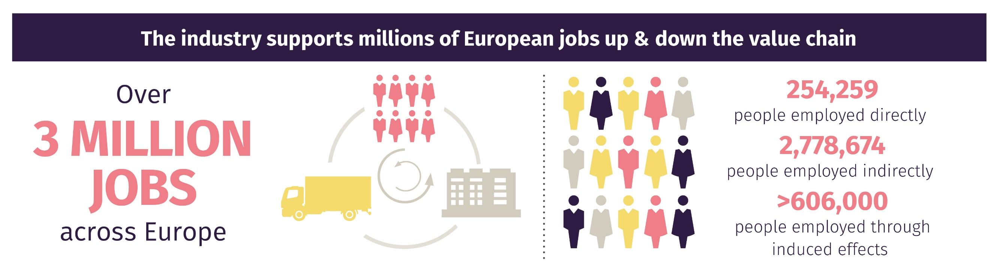 The industry supports millions of European jobs up & down the value chain
Over
3 MILLION
JOBS
across Europe
254,259
people employed directly
2,778,674
people employed indirectly
>606,000
people employed through
induced effects